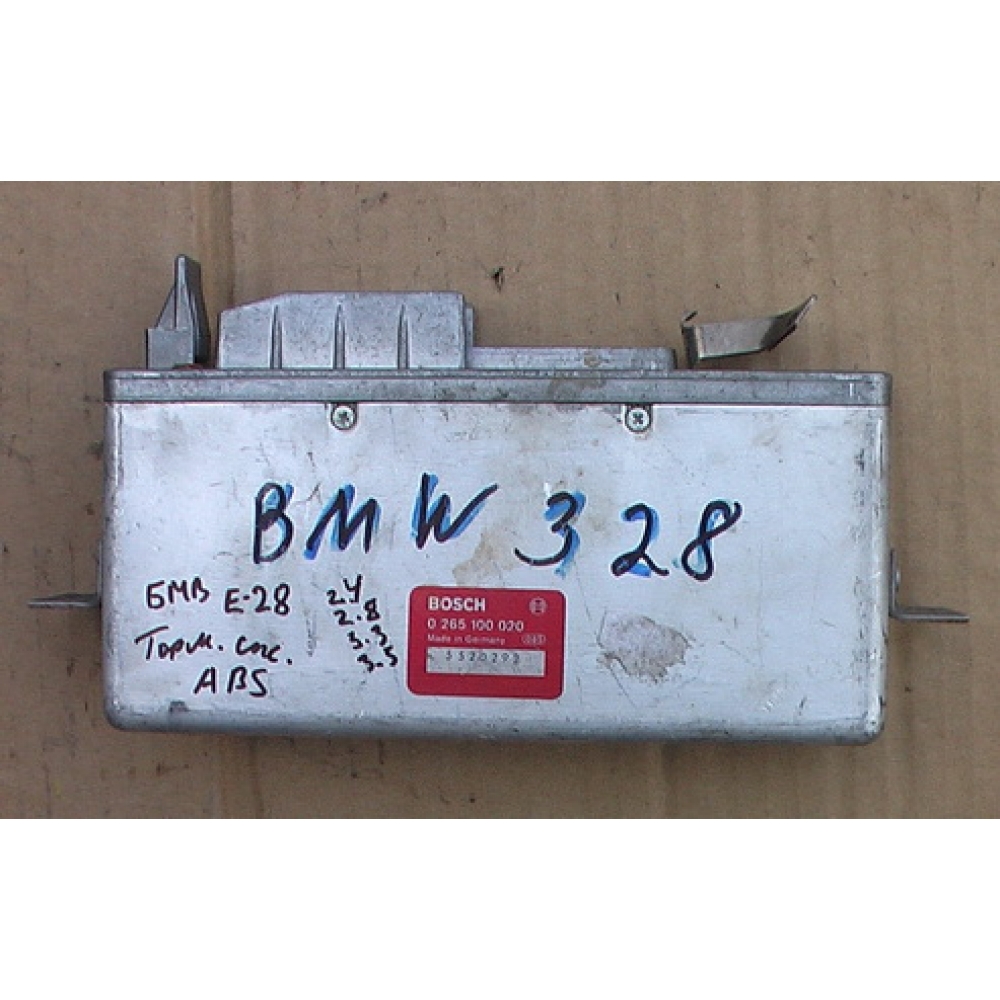 BMW 328
БМВ Е-28
Торм. сис.
ABS
2.4
2.8
3.3
3.5
BOSCH
0 265 100 020
Made in Germany